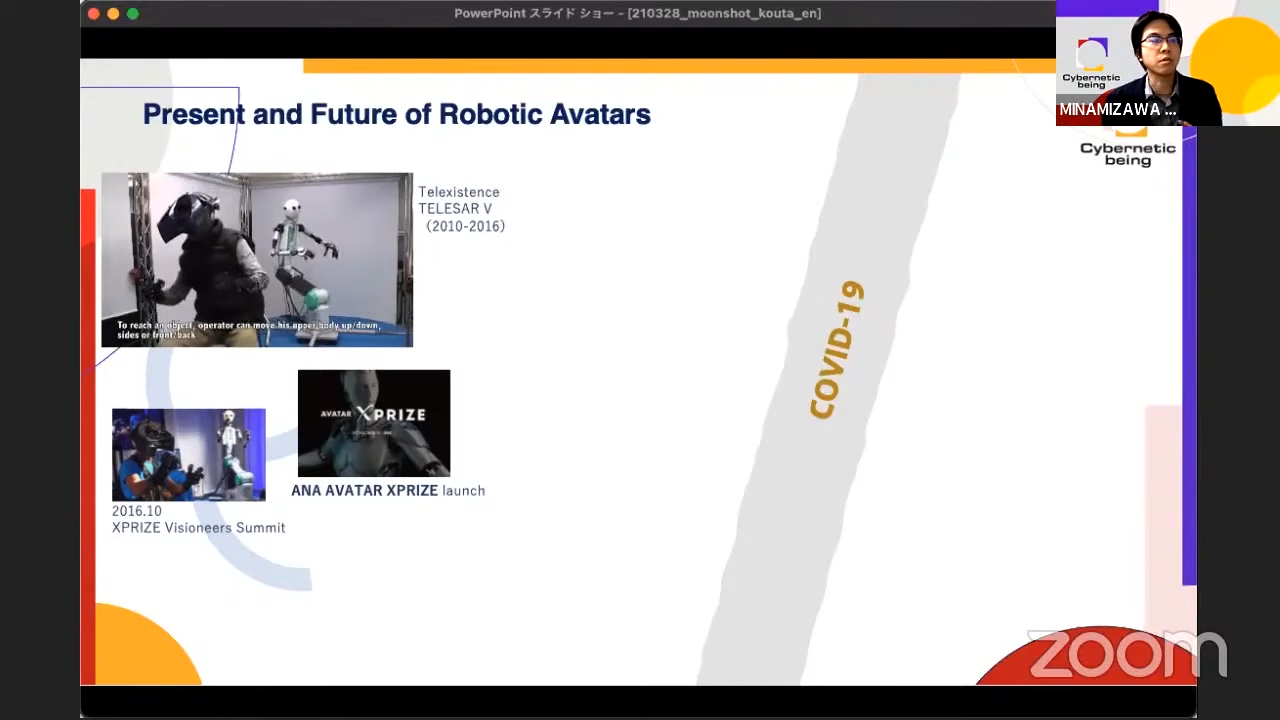 PowerPoint スライド ショー - [210328_moonshot_kouta_en]
Cybernetic
being
MINAMIZAWA ...
Present and Future of Robotic Avatars
Cybernetic
being
Telexistence
TELESAR V
（2010-2016）
To reach an object, operator can move his upper body up/down,
sides or front/back
COVID-19
AVATAR XPRIZE
ANA AVATAR XPRIZE launch
2016.10
XPRIZE Visioneers Summit
zoom